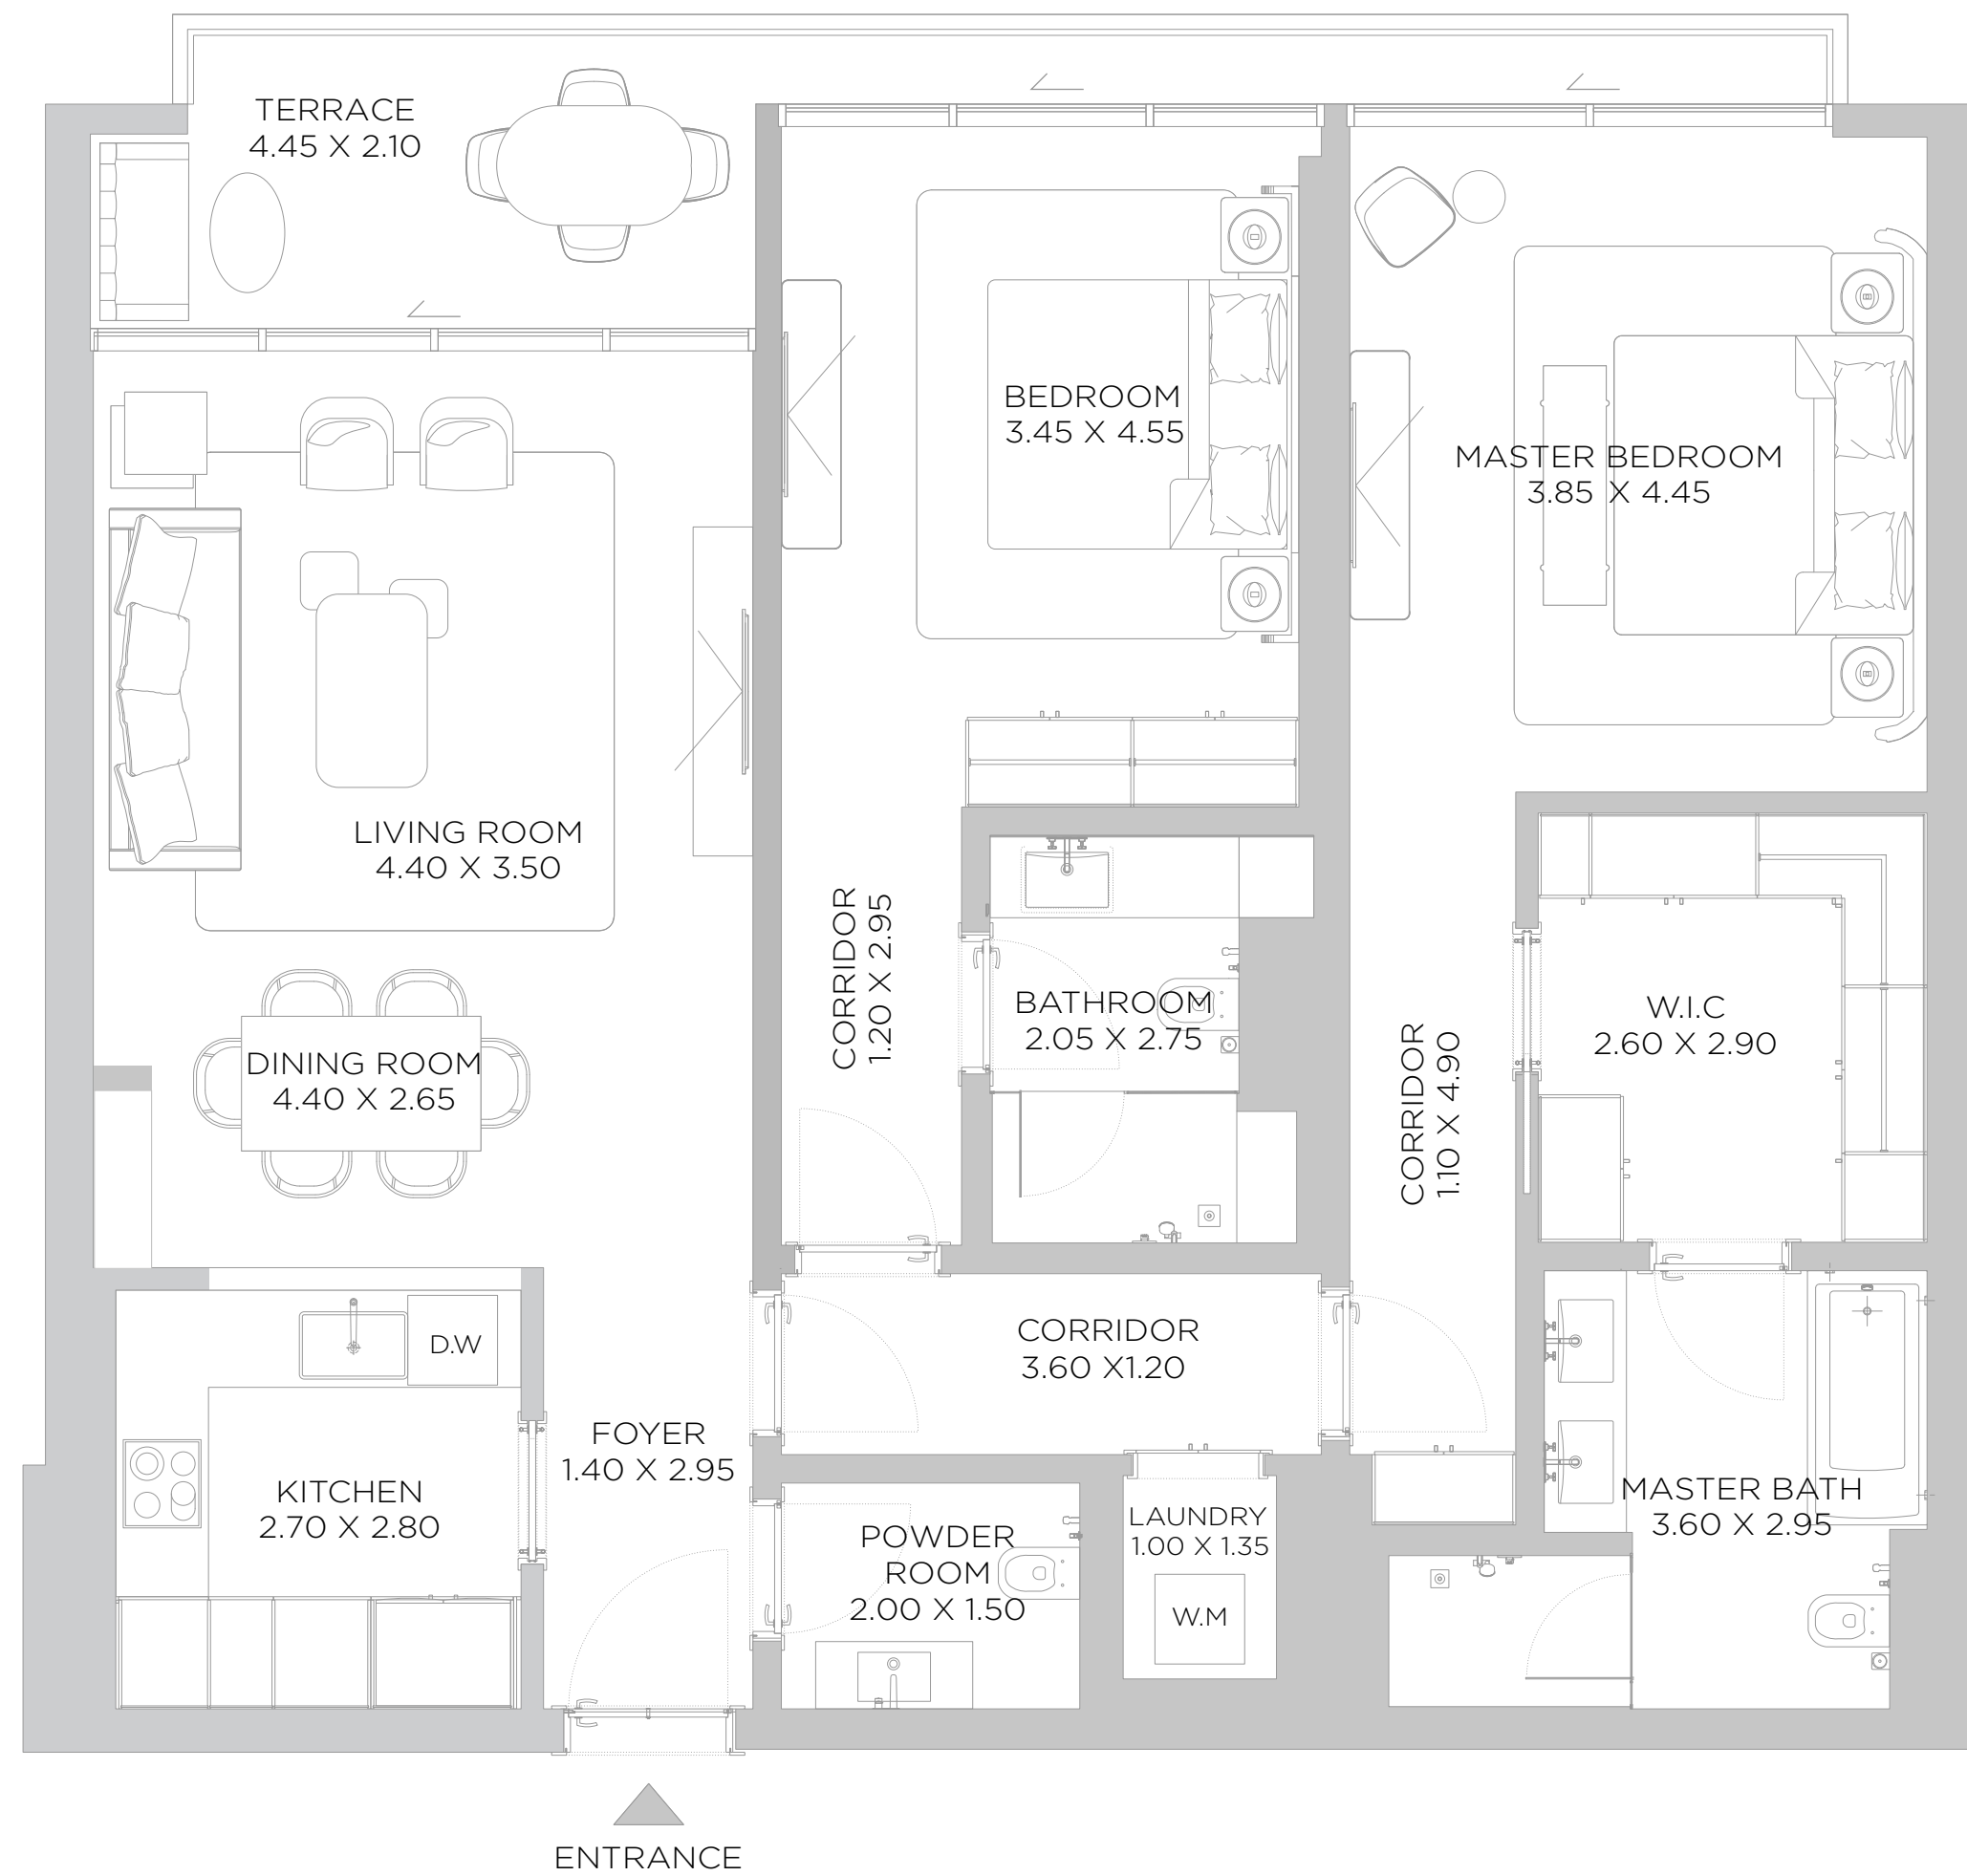 TERRACE
4.45 X 2.10
BEDROOM
3.45 X 4.55
MASTER BEDROOM
3.85 X 4.45
LIVING ROOM
4.40 X 3.50
CORRIDOR
1.20 X 2.95
BATHROOM
2.05 X 2.75
W.I.C
2.60 X 2.90
DINING ROOM
4.40 X 2.65
CORRIDOR
1.10 X 4.90
D.W
CORRIDOR
3.60 X1.20
FOYER
1.40 X 2.95
KITCHEN
2.70 X 2.80
MASTER BATH
3.60 X 2.95
LAUNDRY
1.00 X 1.35
POWDER
ROOM
2.00 X 1.50
W.M
ENTRANCE